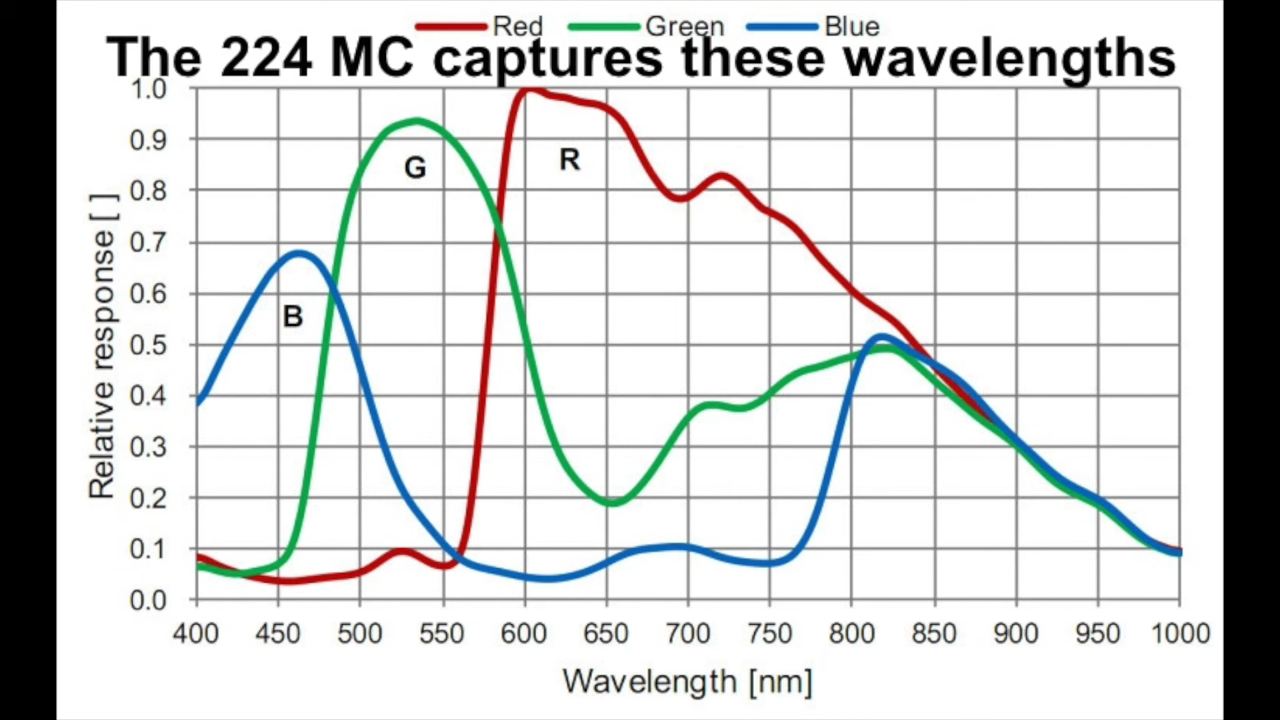 Red Green Blue
The 224 MC captures these wavelengths
1.0
0.9
0.8
0.7
0.6
0.5
0.4
0.3
0.2
0.1
0.0
Relative response [ ]
B
G
R
400 450 500 550 600 650 700 750 800 850 900 950 1000
Wavelength [nm]